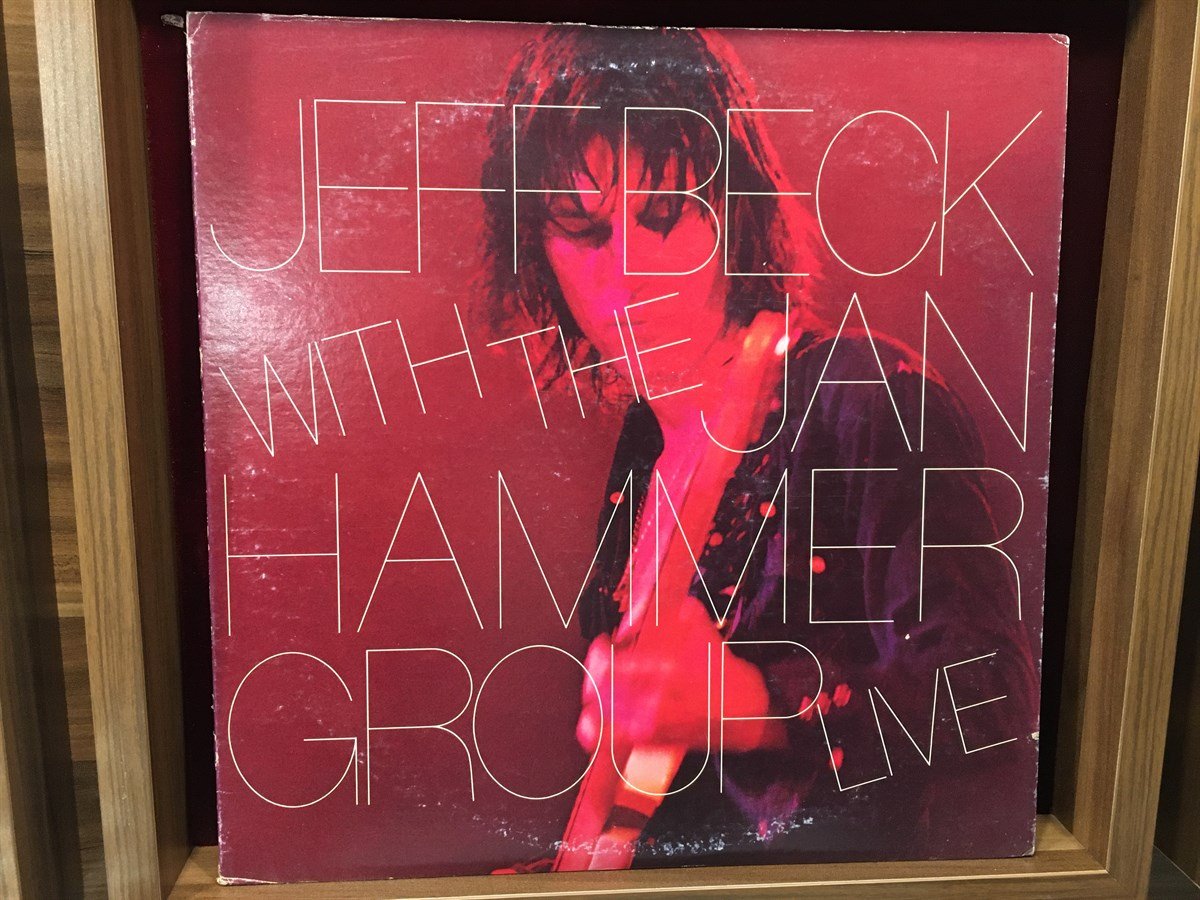 JEFF BECK
WITH THE JAN
HAMMER
GROUP LIVE